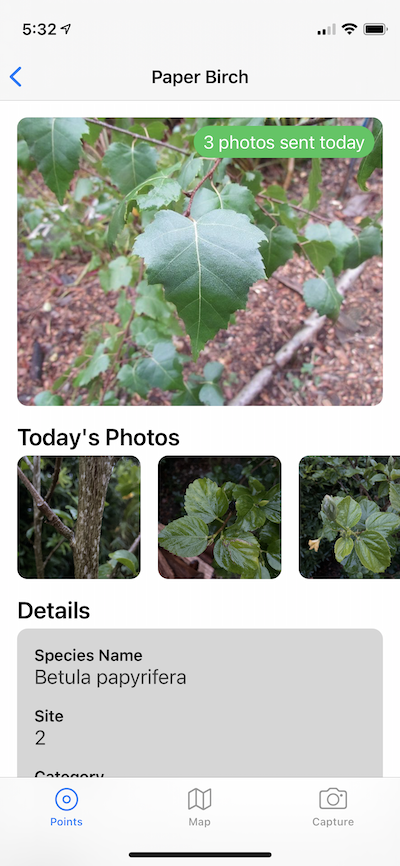 5:32
Paper Birch
3 photos sent today
Today's Photos
Details
Species Name
Betula papyrifera
Site
2
Category
Points
Map
Capture